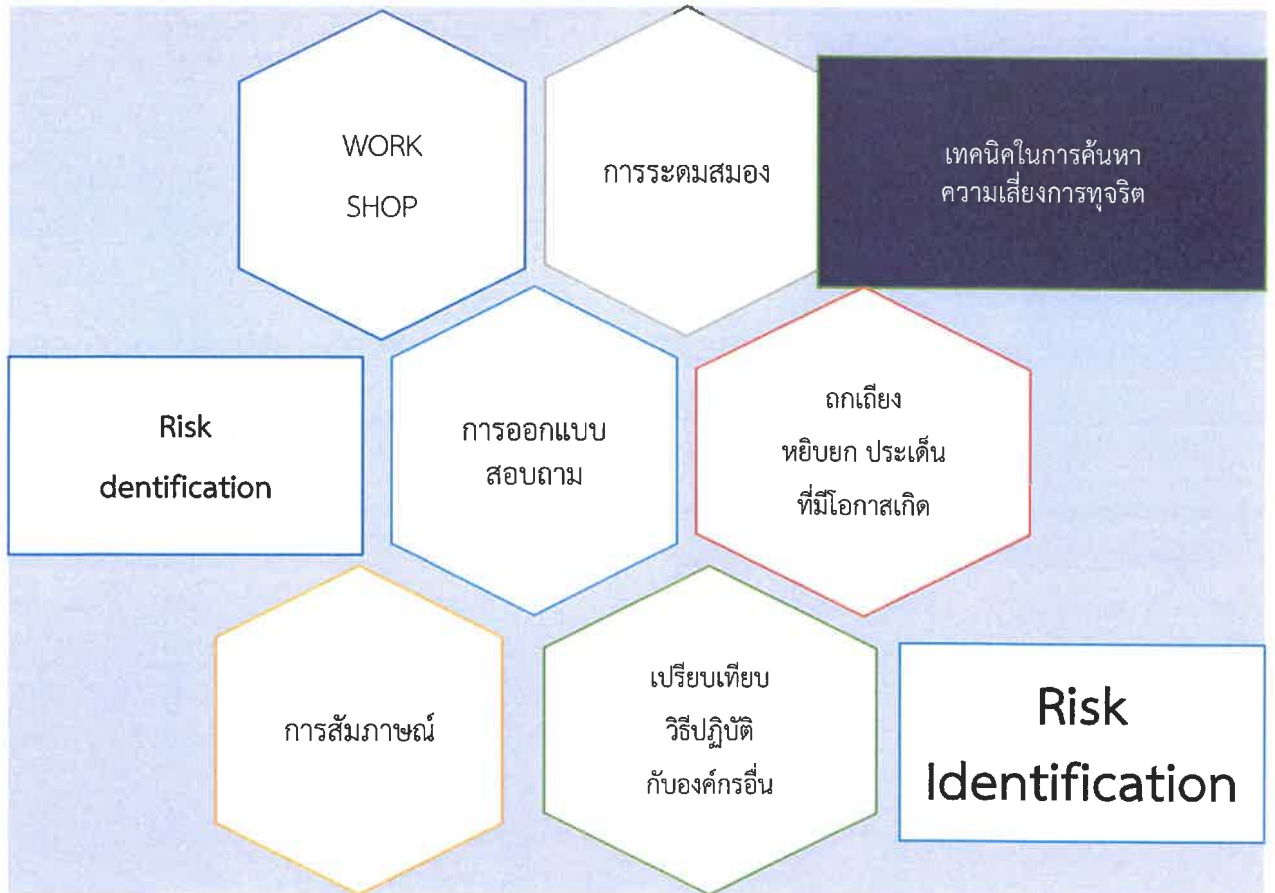 WORK
SHOP
การระดมสมอง
เทคนิคในการค้นหา
ความเสี่ยงการทุจริต
Risk
dentification
การออกแบบ
สอบถาม
ถกเถียง
หยิบยก ประเด็น
ที่มีโอกาสเกิด
การสัมภาษณ์
เปรียบเทียบ
วิธีปฏิบัติ
กับองค์กรอื่น
Risk
Identification